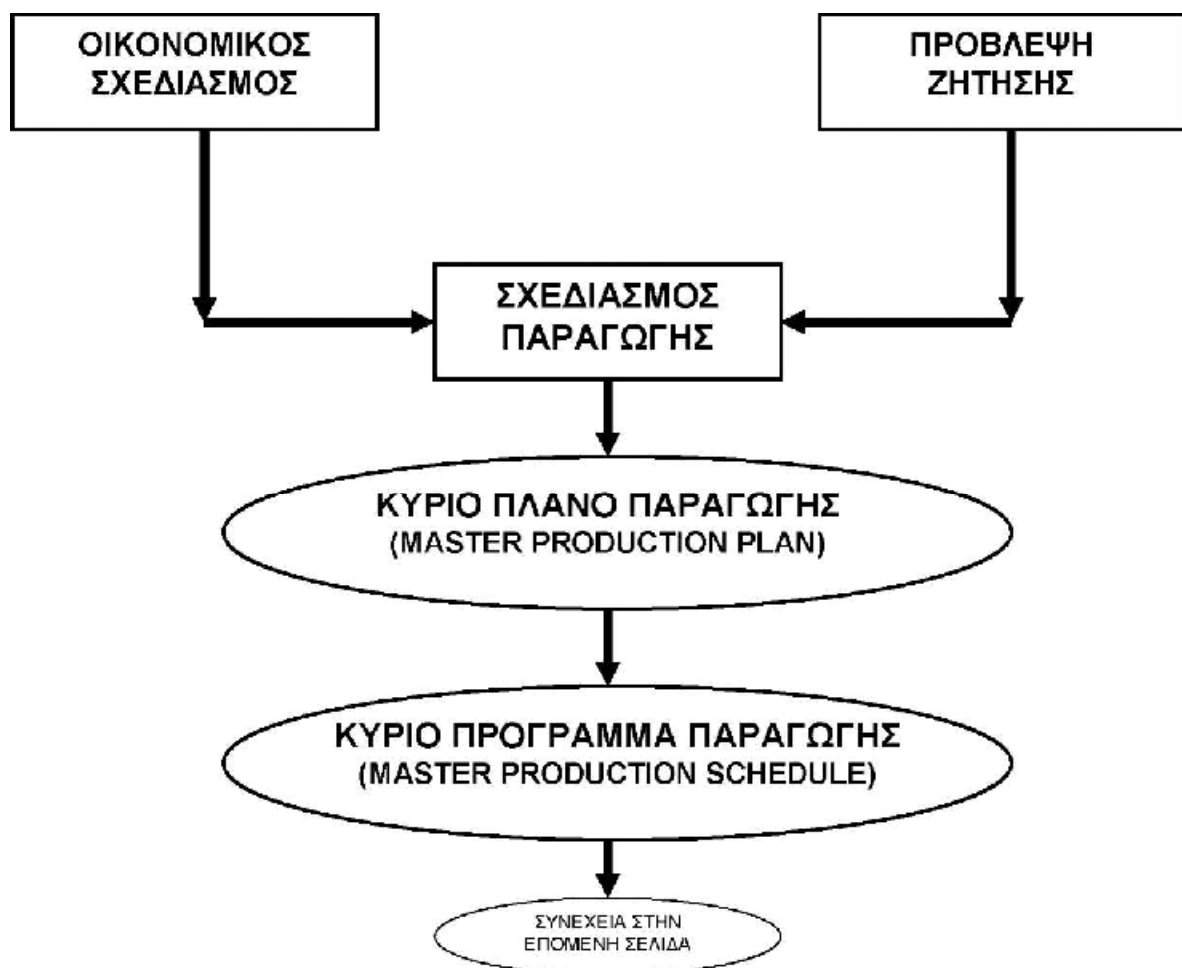 ΟΙΚΟΝΟΜΙΚΟΣ
ΣΧΕΔΙΑΣΜΟΣ
ΠΡΟΒΛΕΨΗ
ΖΗΤΗΣΗΣ
ΣΧΕΔΙΑΣΜΟΣ
ΠΑΡΑΓΩΓΗΣ
ΚΥΡΙΟ ΠΛΑΝΟ ΠΑΡΑΓΩΓΗΣ
(MASTER PRODUCTION PLAN)
ΚΥΡΙΟ ΠΡΟΓΡΑΜΜΑ ΠΑΡΑΓΩΓΗΣ
(MASTER PRODUCTION SCHEDULE)
ΣΥΝΕΧΕΙΑ ΣΤΗΝ
ΕΠΟΜΕΝΗ ΣΕΛΙΔΑ